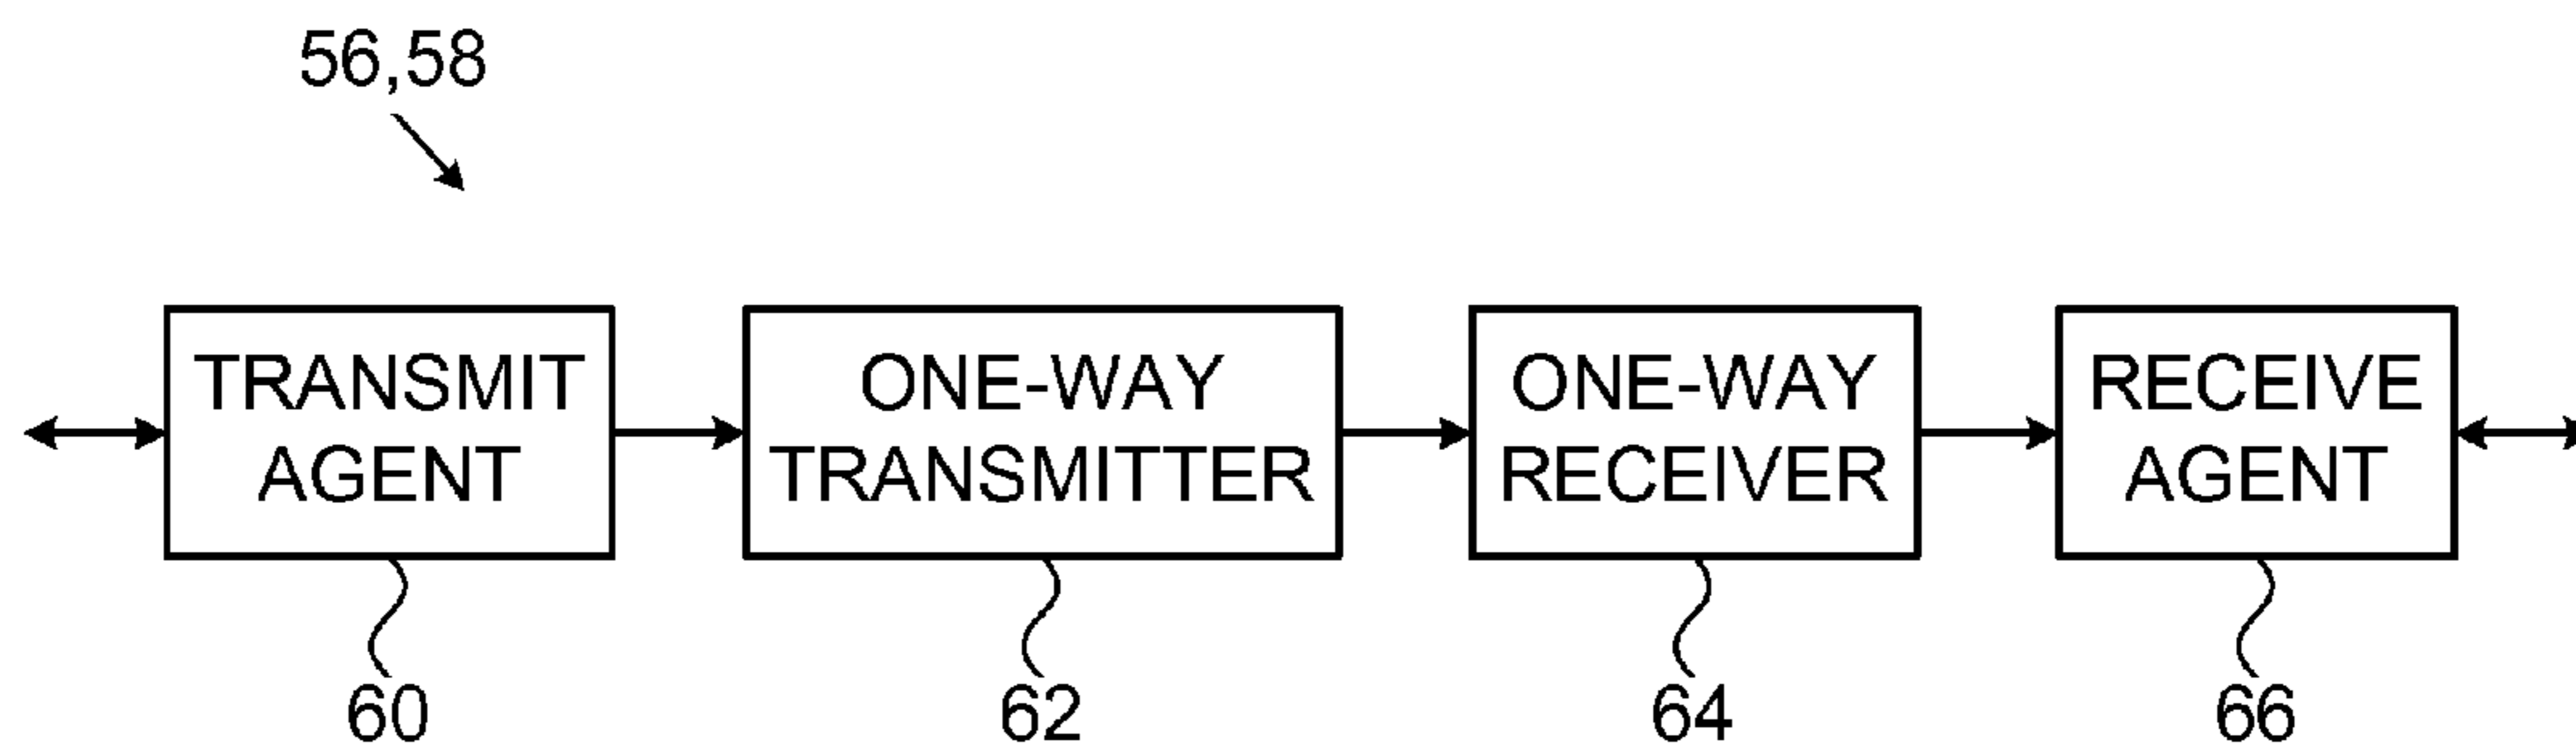 56,58
TRANSMIT
AGENT
ONE-WAY
TRANSMITTER
ONE-WAY
RECEIVER
RECEIVE
AGENT
60
62
64
66